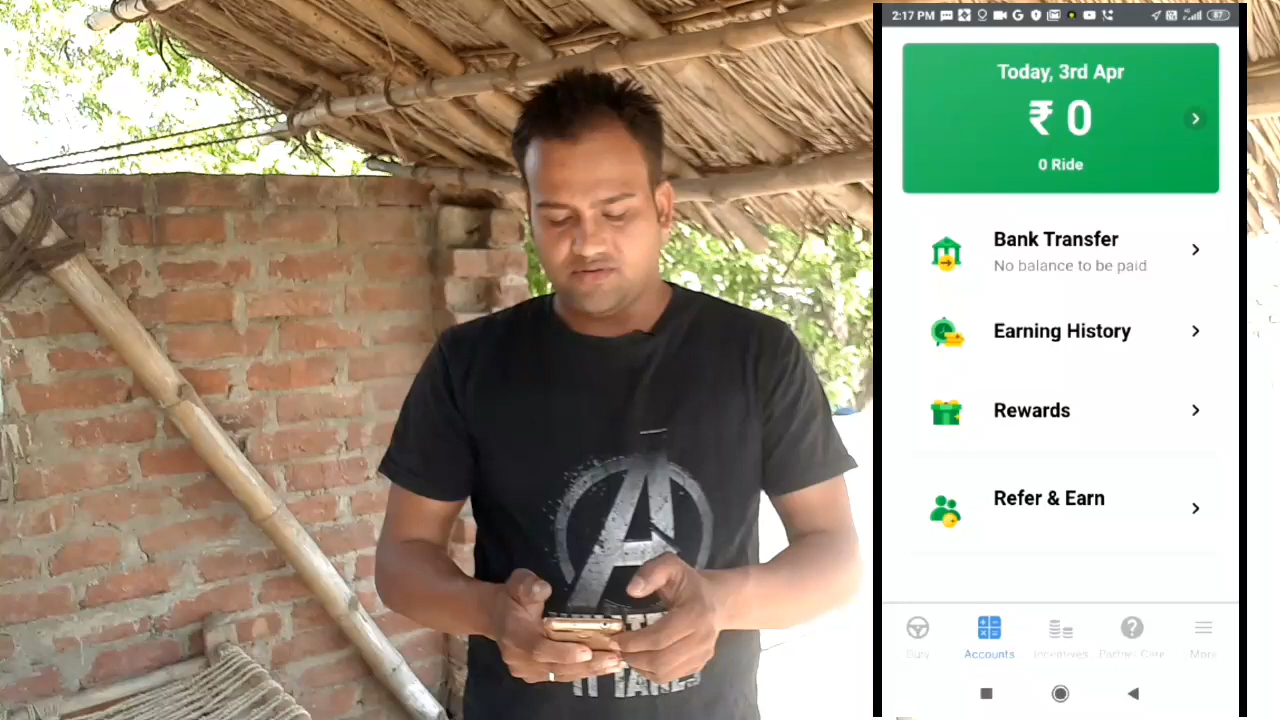 2:17 PM
87
Today, 3rd Apr
₹ 0
0 Ride
Bank Transfer
No balance to be paid
Earning History
Rewards
Refer & Earn
Duty
Accounts
Incentives
Partner Care
More